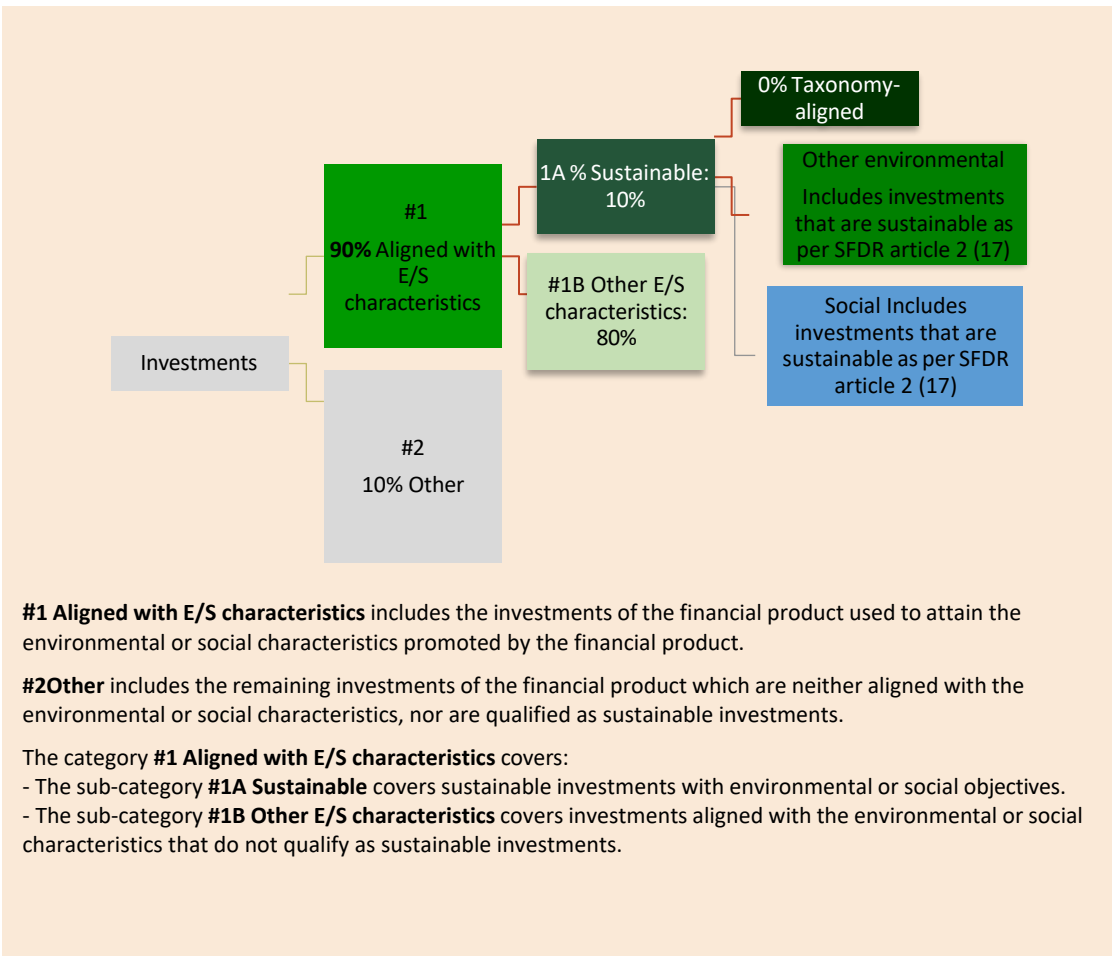 0% Taxonomy-
aligned
1A % Sustainable:
10%
Other environmental
Includes investments
that are sustainable as
per SFDR article 2 (17)
#1
90% Aligned with
E/S
characteristics
#1B Other E/S
characteristics:
80%
Social Includes
investments that are
sustainable as per SFDR
article 2 (17)
Investments
#2
10% Other
#1 Aligned with E/S characteristics includes the investments of the financial product used to attain the
environmental or social characteristics promoted by the financial product.
#2Other includes the remaining investments of the financial product which are neither aligned with the
environmental or social characteristics, nor are qualified as sustainable investments.
The category #1 Aligned with E/S characteristics covers:
- The sub-category #1A Sustainable covers sustainable investments with environmental or social objectives.
- The sub-category #1B Other E/S characteristics covers investments aligned with the environmental or social
characteristics that do not qualify as sustainable investments.